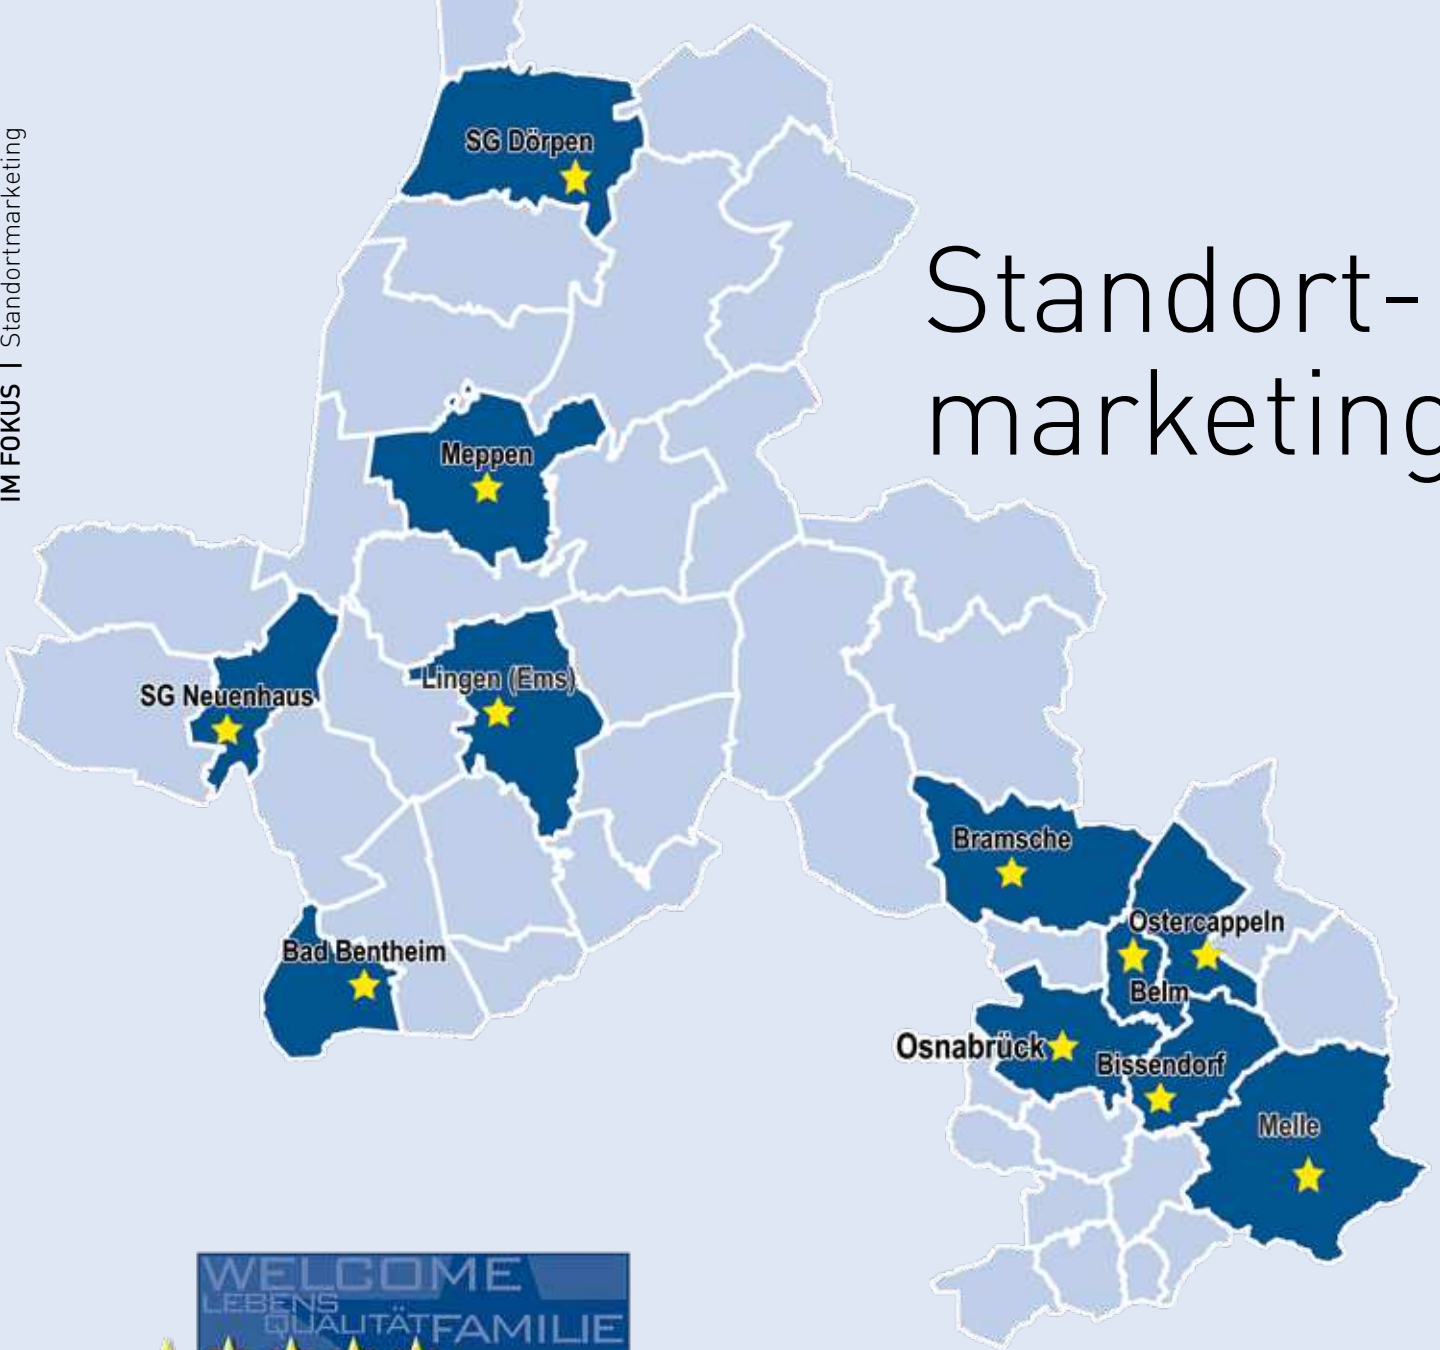 IM FOKUS | Standortmarketing
Standort-
marketing
SG Dörpen
Meppen
SG Neuenhaus
Lingen (Ems)
Bad Bentheim
Bramsche
Ostercappeln
Belm
Osnabrück
Bissendorf
Melle
WELCOME
LEBENS
QUALITÄT FAMILIE